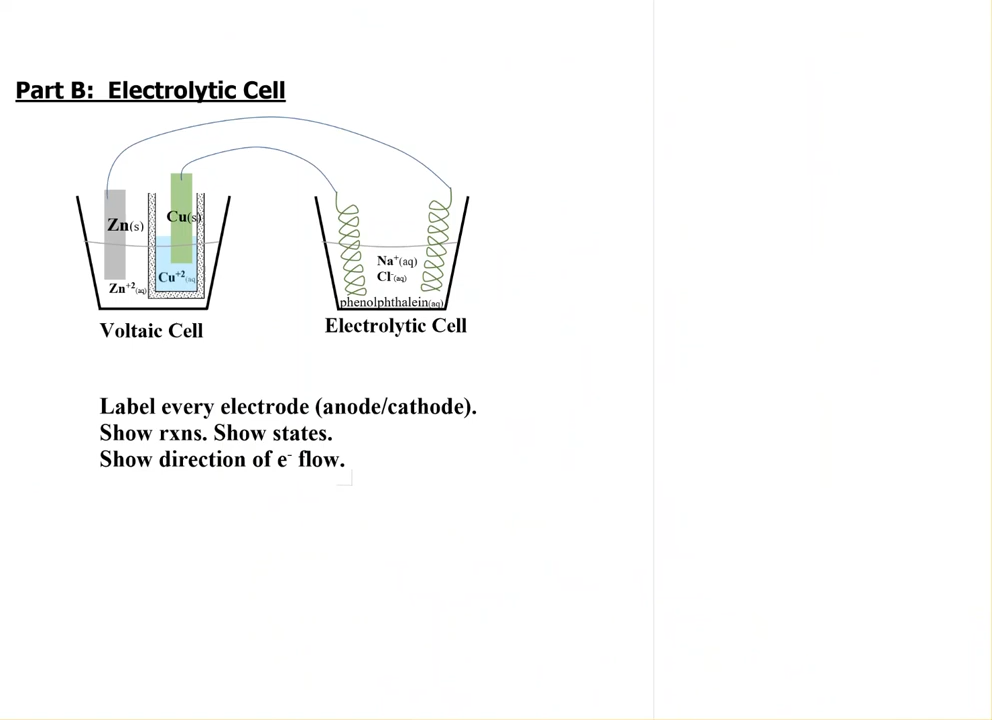 Part B: Electrolytic Cell
Zn(s)
Cu(s)
Cu+2(aq)
Zn+2(aq)
Na+(aq)
Cl-(aq)
phenolphthalein(aq)
Voltaic Cell
Electrolytic Cell
Label every electrode (anode/cathode).
Show rxns. Show states.
Show direction of e- flow.